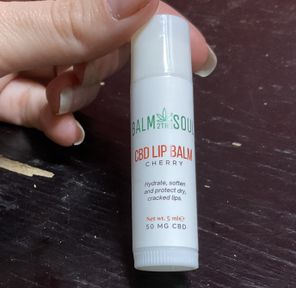 BALM 2THE SOUL
CBD LIP BALM
CHERRY
Hydrate, soften
and protect dry,
cracked lips.
Net wt. 5 ml e
50 MG CBD